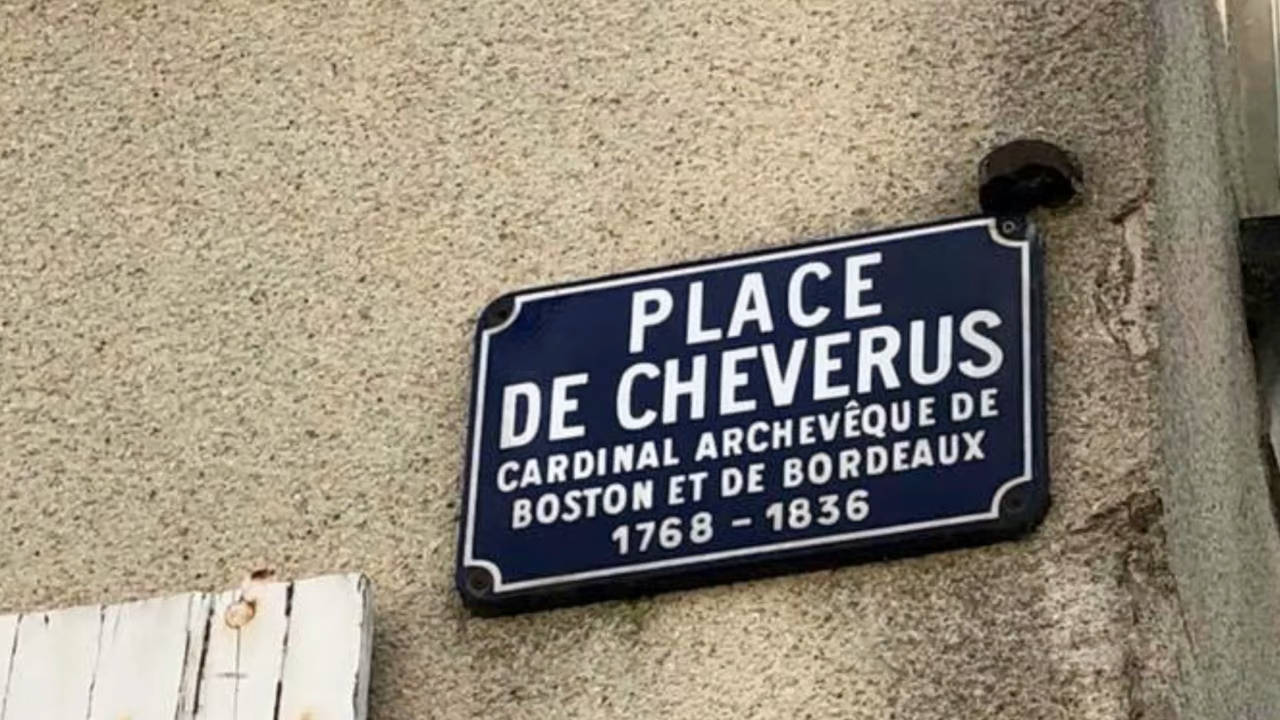 PLACE
DE CHEVERUS
CARDINAL ARCHEVÊQUE DE
BOSTON ET DE BORDEAUX
1768 - 1836